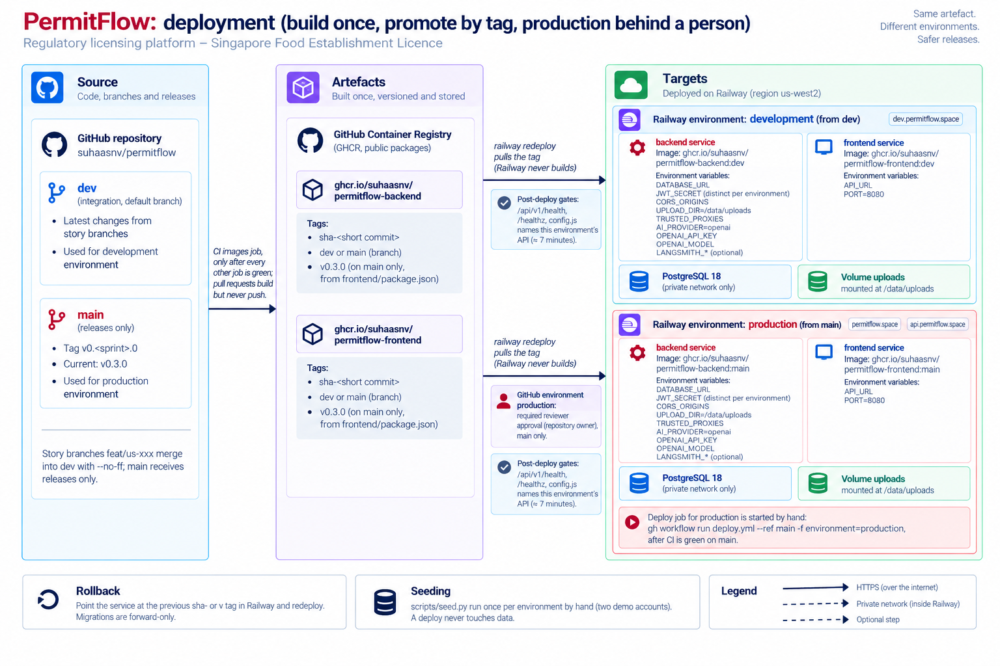 PermitFlow: deployment (build once, promote by tag, production behind a person)
Regulatory licensing platform – Singapore Food Establishment Licence
Same artefact.
Different environments.
Safer releases.
Source
Code, branches and releases
GitHub repository
suhaasnv/permitflow
dev
(integration, default branch)
• Latest changes from
story branches
• Used for development
environment
main
(releases only)
• Tag v0.<sprint>.0
• Current: v0.3.0
• Used for production
environment
Story branches feat/us-xxx merge
into dev with --no-ff; main receives
releases only.
CI images job,
only after every
other job is green;
pull requests build
but never push.
Artefacts
Built once, versioned and stored
GitHub Container Registry
(GHCR, public packages)
ghcr.io/suhaasnv/
permitflow-backend
Tags:
• sha-<short commit>
• dev or main (branch)
• v0.3.0 (on main only,
from frontend/package.json)
ghcr.io/suhaasnv/
permitflow-frontend
Tags:
• sha-<short commit>
• dev or main (branch)
• v0.3.0 (on main only,
from frontend/package.json)
railway redeploy
pulls the tag
(Railway never builds)
Post-deploy gates:
/api/v1/health,
/healthz, config.js
names this environment's
API (≈ 7 minutes).
railway redeploy
pulls the tag
(Railway never builds)
GitHub environment
production:
required reviewer
approval (repository owner),
main only.
Post-deploy gates:
/api/v1/health,
/healthz, config.js
names this environment's
API (≈ 7 minutes).
Targets
Deployed on Railway (region us-west2)
Railway environment: development (from dev)
dev.permitflow.space
backend service
Image: ghcr.io/suhaasnv/
permitflow-backend:dev
Environment variables:
DATABASE_URL
JWT_SECRET (distinct per environment)
CORS_ORIGINS
UPLOAD_DIR=/data/uploads
TRUSTED_PROXIES
AI_PROVIDER=openai
OPENAI_API_KEY
OPENAI_MODEL
LANGSMITH_* (optional)
frontend service
Image: ghcr.io/suhaasnv/
permitflow-frontend:dev
Environment variables:
API_URL
PORT=8080
PostgreSQL 18
(private network only)
Volume uploads
mounted at /data/uploads
Railway environment: production (from main)
permitflow.space
api.permitflow.space
backend service
Image: ghcr.io/suhaasnv/
permitflow-backend:main
Environment variables:
DATABASE_URL
JWT_SECRET (distinct per environment)
CORS_ORIGINS
UPLOAD_DIR=/data/uploads
TRUSTED_PROXIES
AI_PROVIDER=openai
OPENAI_API_KEY
OPENAI_MODEL
LANGSMITH_* (optional)
frontend service
Image: ghcr.io/suhaasnv/
permitflow-frontend:main
Environment variables:
API_URL
PORT=8080
PostgreSQL 18
(private network only)
Volume uploads
mounted at /data/uploads
Deploy job for production is started by hand:
gh workflow run deploy.yml --ref main -f environment=production,
after CI is green on main.
Rollback
Point the service at the previous sha- or v tag in Railway and redeploy.
Migrations are forward-only.
Seeding
scripts/seed.py run once per environment by hand (two demo accounts).
A deploy never touches data.
Legend
HTTPS (over the internet)
Private network (inside Railway)
Optional step